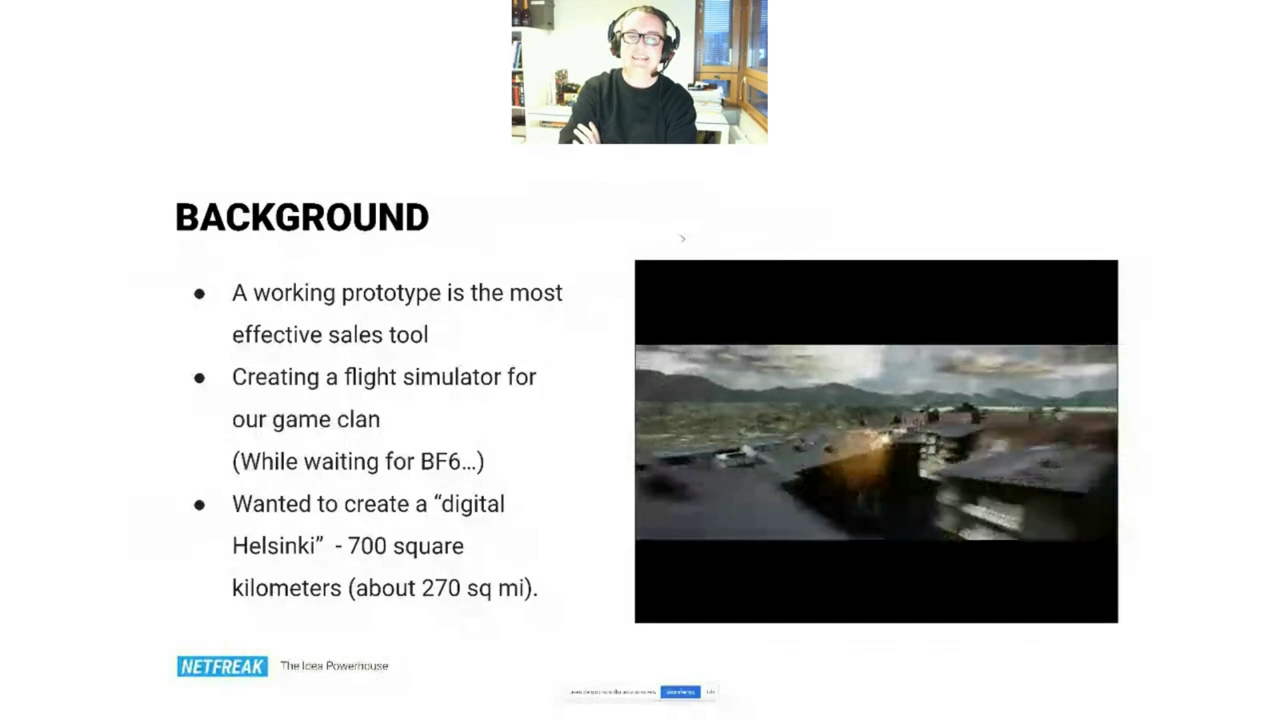 BACKGROUND
● A working prototype is the most
effective sales tool
● Creating a flight simulator for
our game clan
(While waiting for BF6...)
● Wanted to create a “digital
Helsinki” - 700 square
kilometers (about 270 sq mi).
NETFREAK The Idea Powerhouse